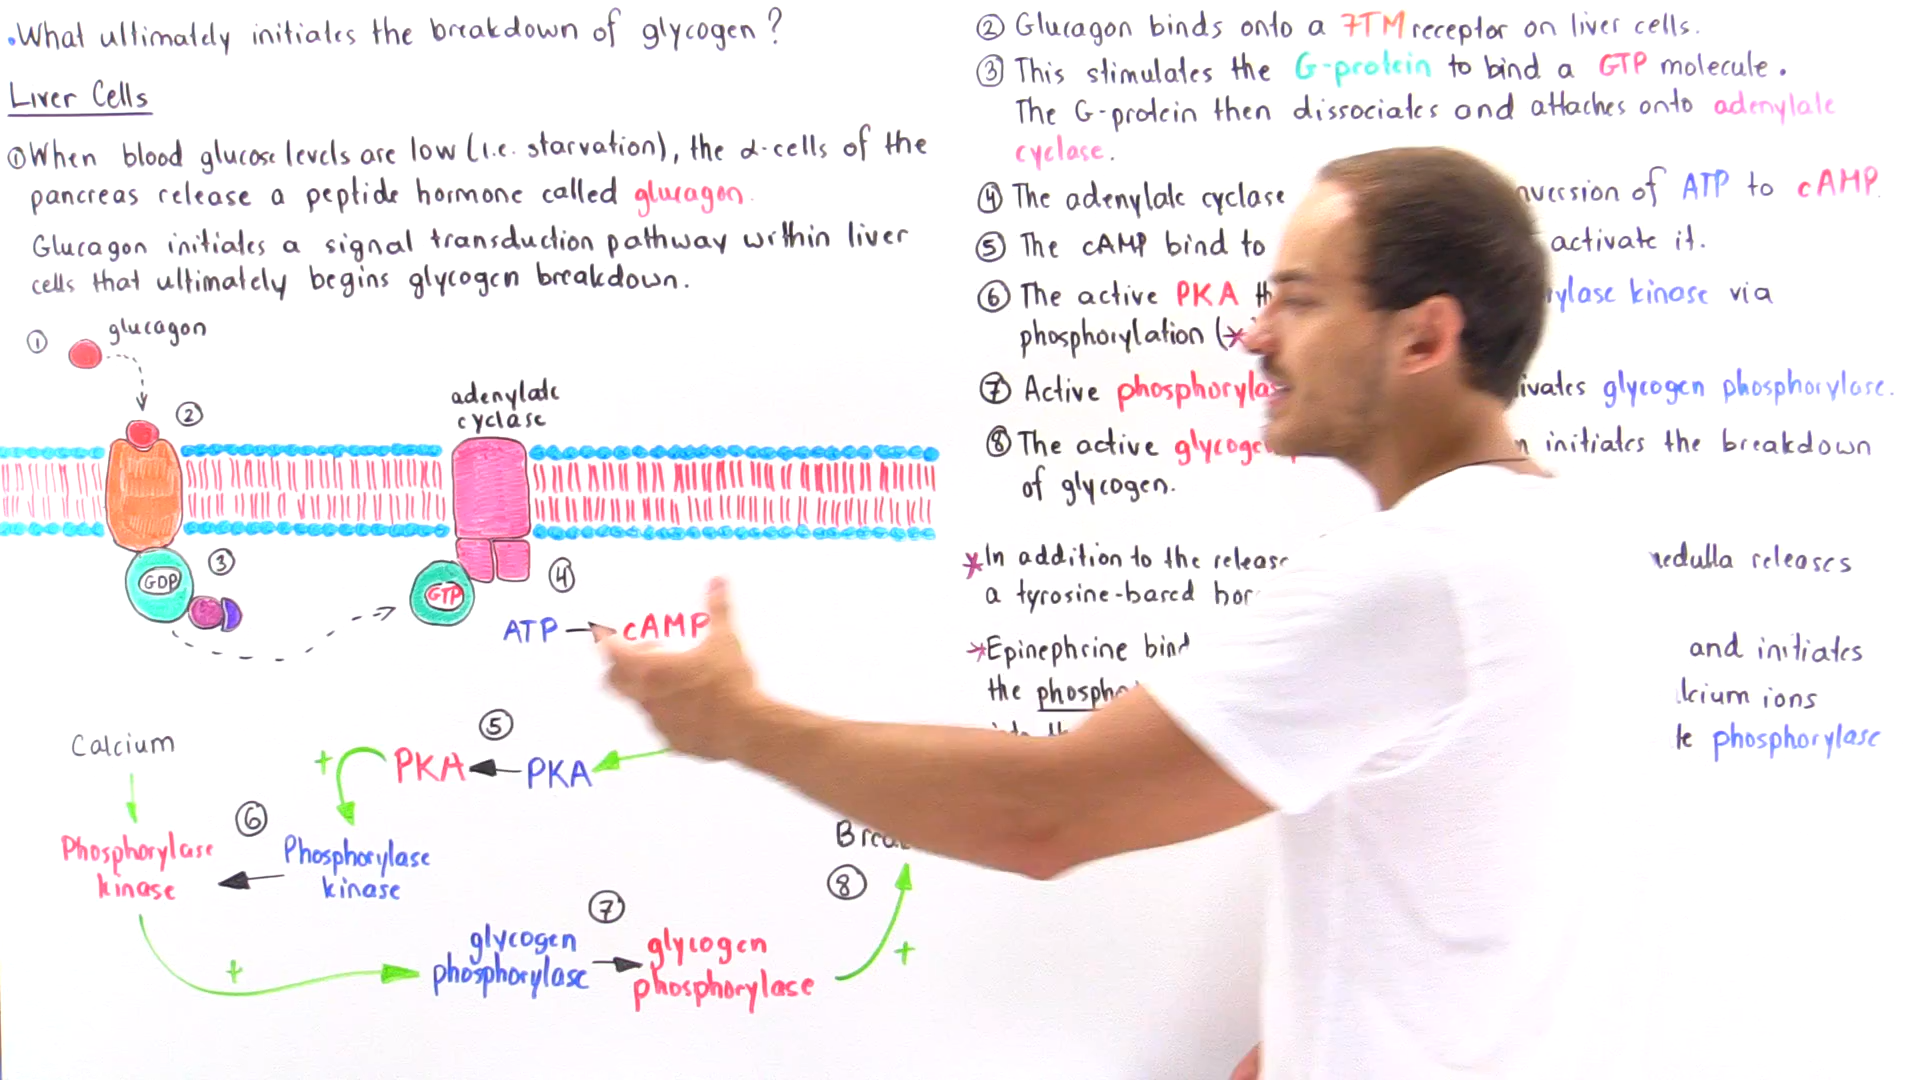 .What ultimately initiates the breakdown of glycogen?
Liver Cells
① When blood glucose levels are low (i.e. starvation), the α-cells of the
pancreas release a peptide hormone called glucagon.
Glucagon initiates a signal transduction pathway within liver
cells that ultimately begins glycogen breakdown.
① glucagon
②
adenylate
cyclase
GDP
③
GTP
④
ATP → cAMP
Calcium
+
PKA
⑤
PKA
Phosphorylase
kinase
⑥
Phosphorylase
kinase
+
glycogen
phosphorylase
⑦
glycogen
phosphorylase
⑧
+
② Glucagon binds onto a 7TM receptor on liver cells.
③ This stimulates the G-protein to bind a GTP molecule.
The G-protein then dissociates and attaches onto adenylate
cyclase.
④ The adenylate cyclase of ATP to cAMP.
⑤ The cAMP bind to activate it.
⑥ The active PKA kinase via
phosphorylation (*
⑦ Active glycogen phosphorylase.
⑧ The active initiates the breakdown
of glycogen.
*In addition to the releases
a tyrosine-based
*Epinephrine and initiates
the ions
phosphorylase